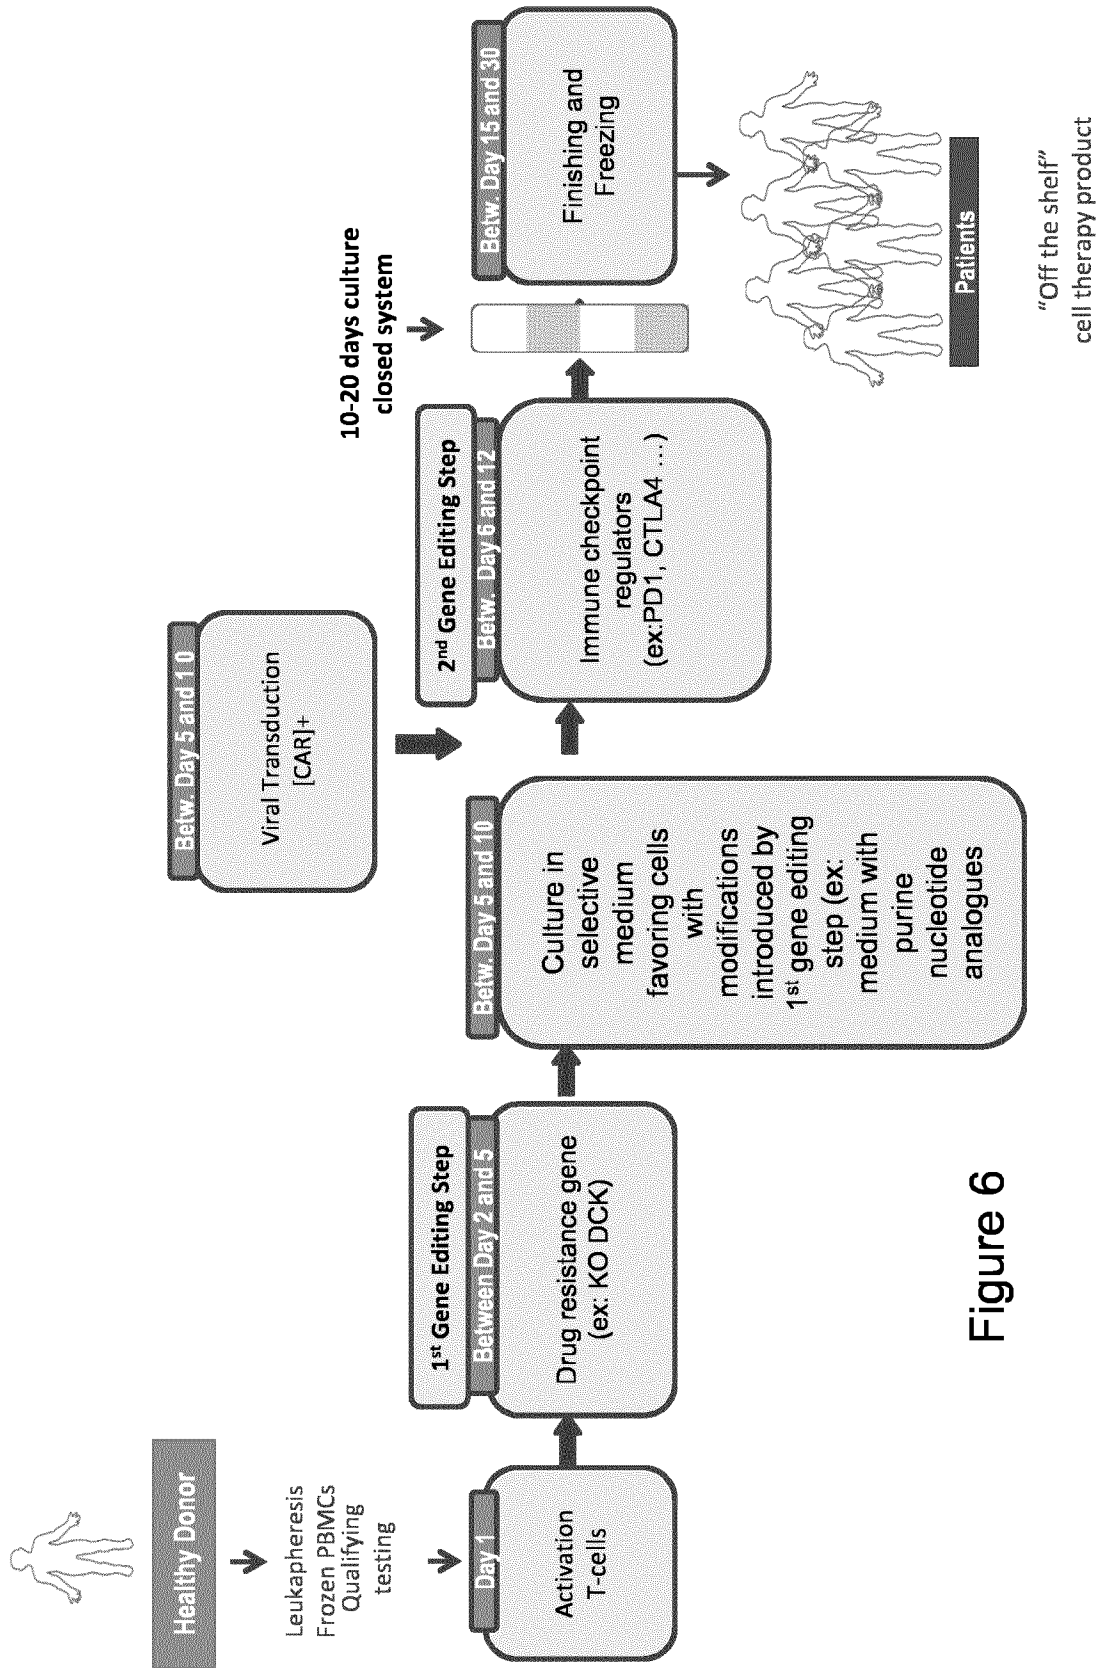 Healthy Donor
Leukapheresis
Frozen PBMCs
Qualifying
testing
Day 1
Activation
T-cells
1st Gene Editing Step
Between Day 2 and 5
Drug resistance gene
(ex: KO DCK)
Betw. Day 5 and 10
Culture in
selective
medium
favoring cells
with
modifications
introduced by
1st gene editing
step (ex:
medium with
purine
nucleotide
analogues
Betw. Day 5 and 1 0
Viral Transduction
[CAR]+
2nd Gene Editing Step
Betw. Day 6 and 12
Immune checkpoint
regulators
(ex:PD1, CTLA4 ...)
10-20 days culture
closed system
Betw. Day 15 and 30
Finishing and
Freezing
Patients
"Off the shelf"
cell therapy product
Figure 6